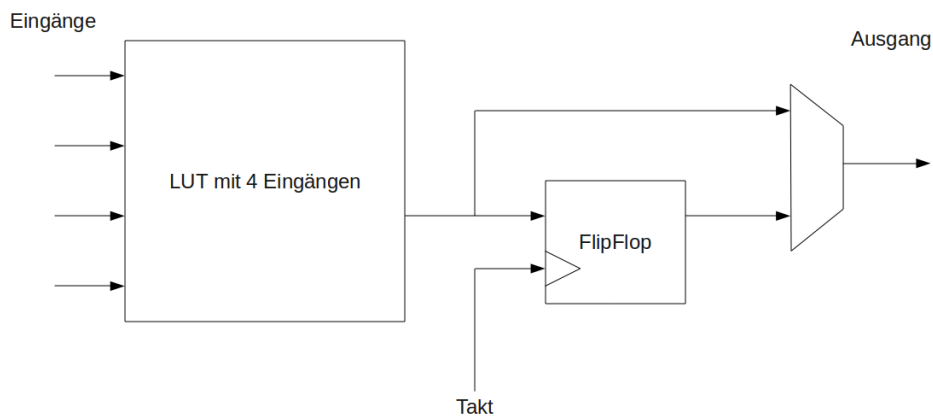 Eingänge
Ausgang
LUT mit 4 Eingängen
FlipFlop
Takt